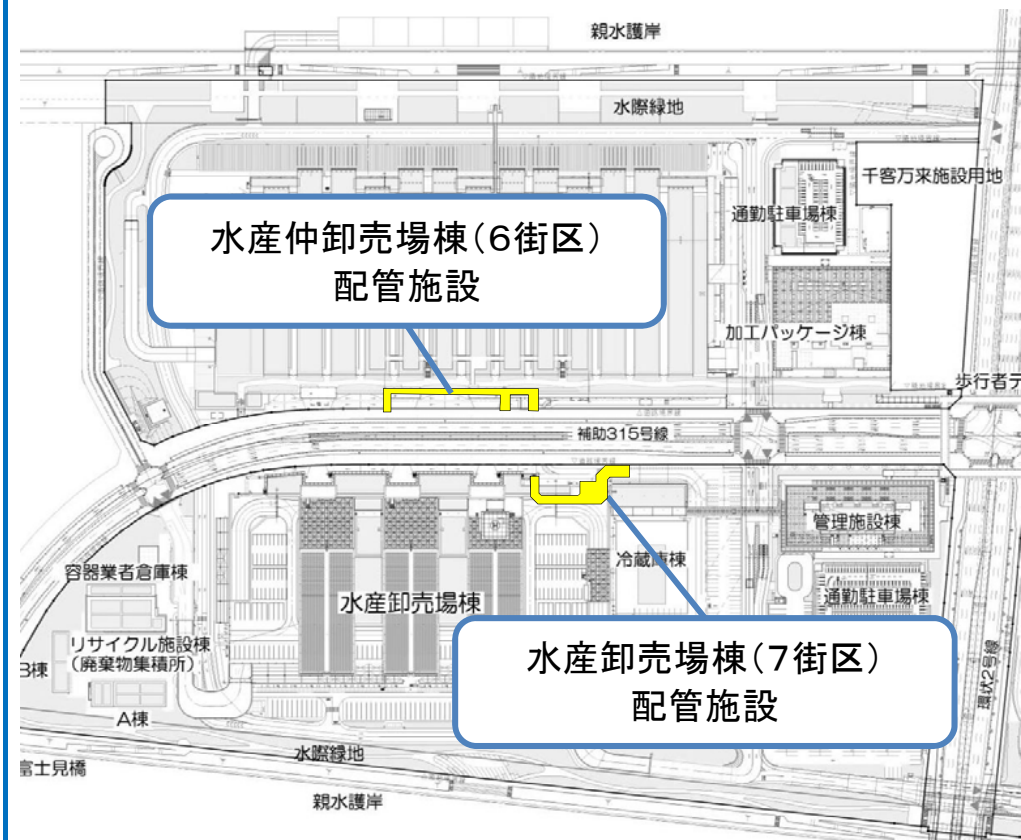 親水護岸
水際緑地
千客万来施設用地
通勤駐車場棟
水産仲卸売場棟（6街区）
配管施設
加工パッケージ棟
歩行者デ
補助315号線
管理施設棟
冷蔵庫棟
容器業者倉庫棟
通勤駐車場棟
水産卸売場棟
リサイクル施設棟
（廃棄物集積所）
B棟
水産卸売場棟（7街区）
配管施設
環状2号線
A棟
水際緑地
富士見橋
親水護岸